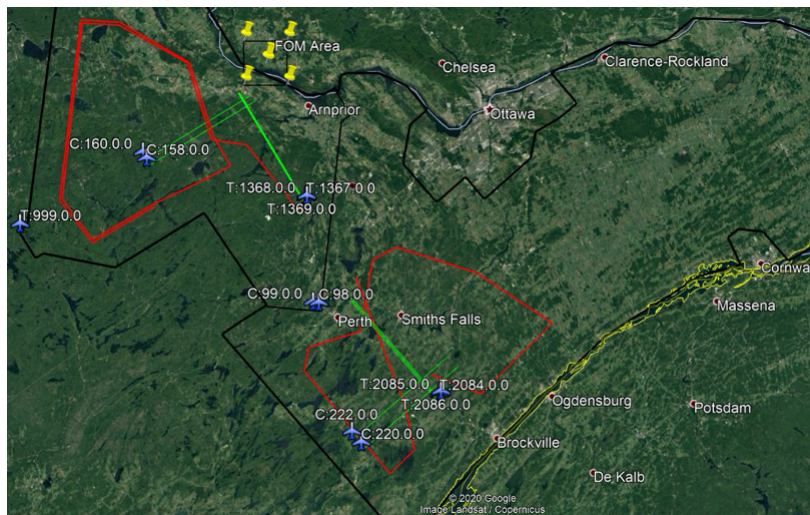 FOM Area
Chelsea
Clarence-Rockland
Arnprior
Ottawa
C:160.0.0
C:158.0.0
T:1368.0.0
T:1367.0.0
T:1369.0.0
T:999.0.0
Cornwa
C:99.0.0
C:98.0.0
Massena
Perth
Smiths Falls
T:2085.0.0
T:2084.0.0
T:2086.0.0
Ogdensburg
Potsdam
C:222.0.0
C:220.0.0
Brockville
De Kalb
© 2020 Google
Image Landsat / Copernicus